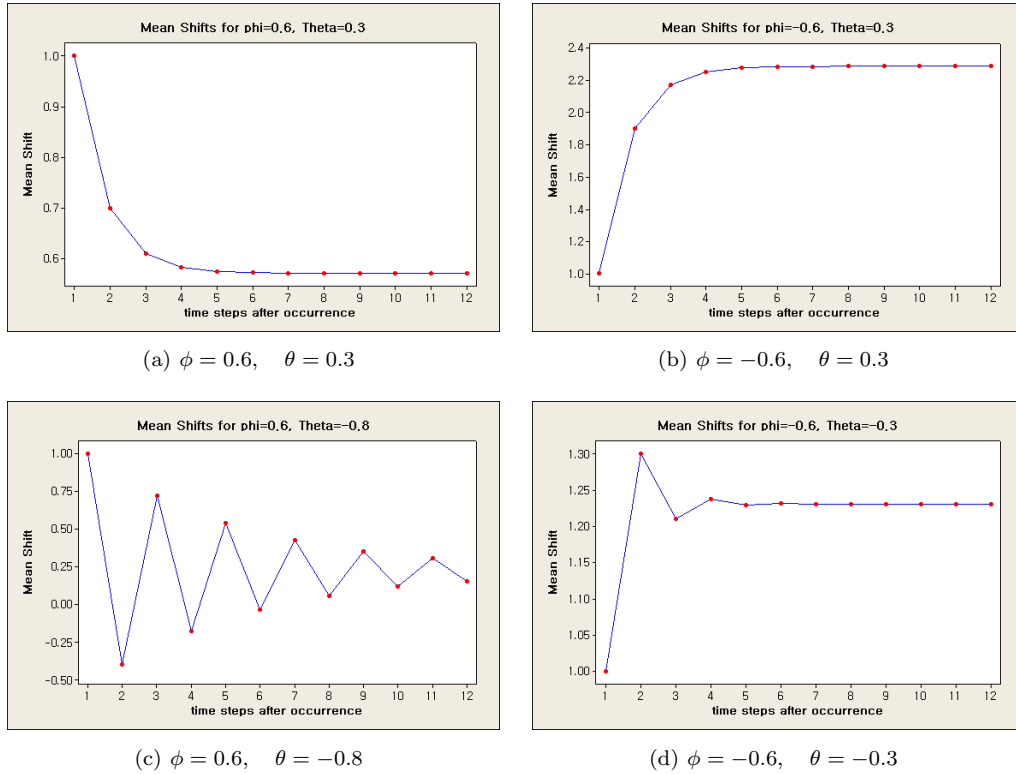 Mean Shifts for phi=0.6, Theta=0.3
Mean Shift
1.0
0.9
0.8
0.7
0.6
1 2 3 4 5 6 7 8 9 10 11 12
time steps after occurrence
(a) ϕ = 0.6, θ = 0.3
Mean Shifts for phi=-0.6, Theta=0.3
Mean Shift
2.4
2.2
2.0
1.8
1.6
1.4
1.2
1.0
1 2 3 4 5 6 7 8 9 10 11 12
time steps after occurrence
(b) ϕ = −0.6, θ = 0.3
Mean Shifts for phi=0.6, Theta=-0.8
Mean Shift
1.00
0.75
0.50
0.25
0.00
-0.25
-0.50
1 2 3 4 5 6 7 8 9 10 11 12
time steps after occurrence
(c) ϕ = 0.6, θ = −0.8
Mean Shifts for phi=-0.6, Theta=-0.3
Mean Shift
1.30
1.25
1.20
1.15
1.10
1.05
1.00
1 2 3 4 5 6 7 8 9 10 11 12
time steps after occurrence
(d) ϕ = −0.6, θ = −0.3